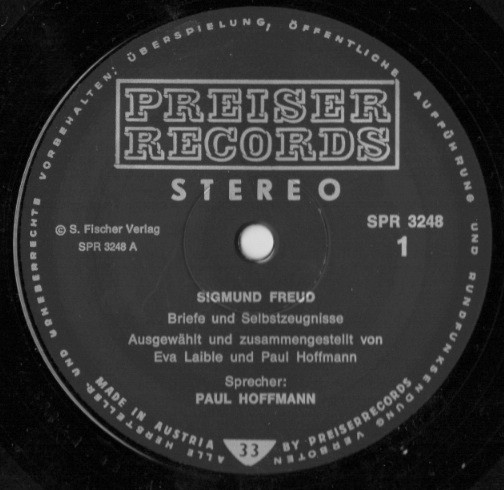 ALLE HERSTELLER- UND URHEBERRECHTE VORBEHALTEN; ÜBERSPIELUNG, ÖFFENTLICHE AUFFÜHRUNG UND RUNDFUNKSENDUNG VERBOTEN
PREISER
RECORDS
STEREO
© S. Fischer Verlag
SPR 3248 A
SPR 3248
1
SIGMUND FREUD
Briefe und Selbstzeugnisse
Ausgewählt und zusammengestellt von
Eva Laible und Paul Hoffmann
Sprecher:
PAUL HOFFMANN
MADE IN AUSTRIA
33
BY PREISERRECORDS